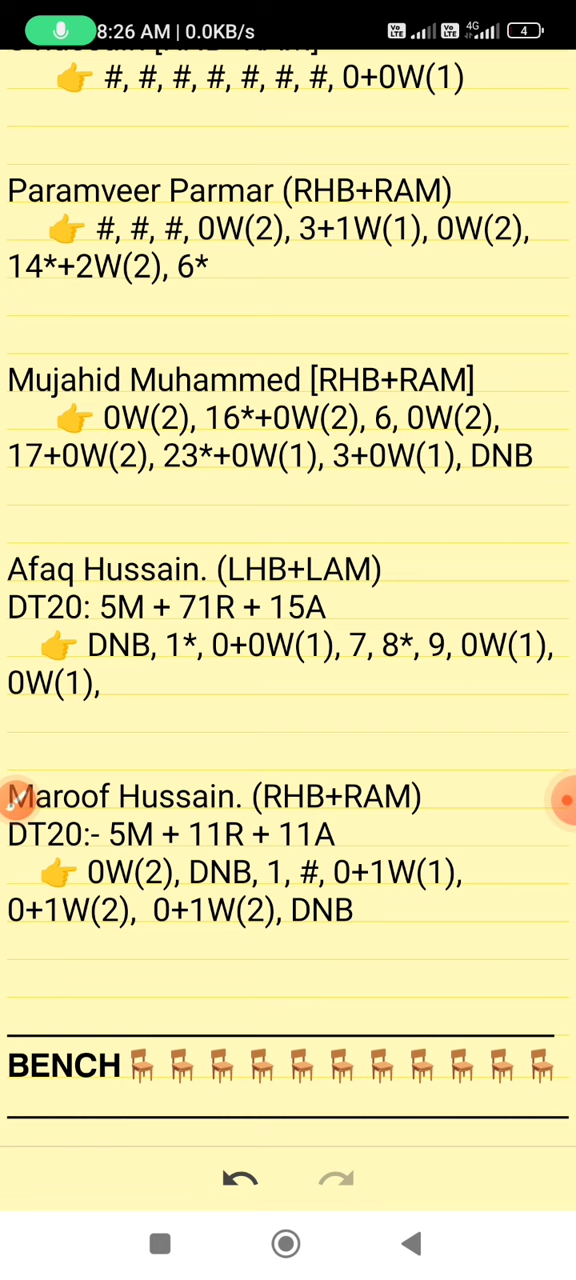 8:26 AM | 0.0KB/s
4G
4
👉 #, #, #, #, #, #, #, 0+0W(1)
Paramveer Parmar (RHB+RAM)
👉 #, #, #, 0W(2), 3+1W(1), 0W(2),
14*+2W(2), 6*
Mujahid Muhammed [RHB+RAM]
👉 0W(2), 16*+0W(2), 6, 0W(2),
17+0W(2), 23*+0W(1), 3+0W(1), DNB
Afaq Hussain. (LHB+LAM)
DT20: 5M + 71R + 15A
👉 DNB, 1*, 0+0W(1), 7, 8*, 9, 0W(1),
0W(1),
Maroof Hussain. (RHB+RAM)
DT20:- 5M + 11R + 11A
👉 0W(2), DNB, 1, #, 0+1W(1),
0+1W(2), 0+1W(2), DNB
BENCH🪑🪑🪑🪑🪑🪑🪑🪑🪑🪑🪑